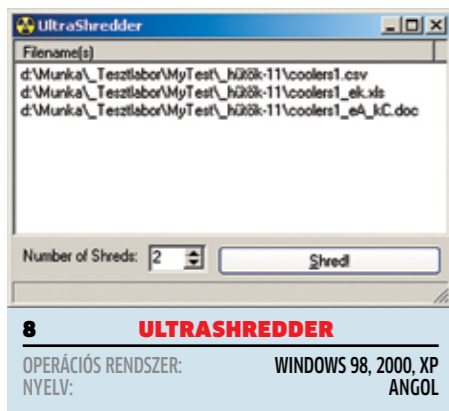 UltraShredder
Filename(s)
d:\Munka\_Tesztlabor\MyTest\_hűtők-11\coolers1.csv
d:\Munka\_Tesztlabor\MyTest\_hűtők-11\coolers1_ek.xls
d:\Munka\_Tesztlabor\MyTest\_hűtők-11\coolers1_eA_kC.doc
Number of Shreds: 2 Shred!
8 ULTRASHREDDER
OPERÁCIÓS RENDSZER: WINDOWS 98, 2000, XP
NYELV: ANGOL